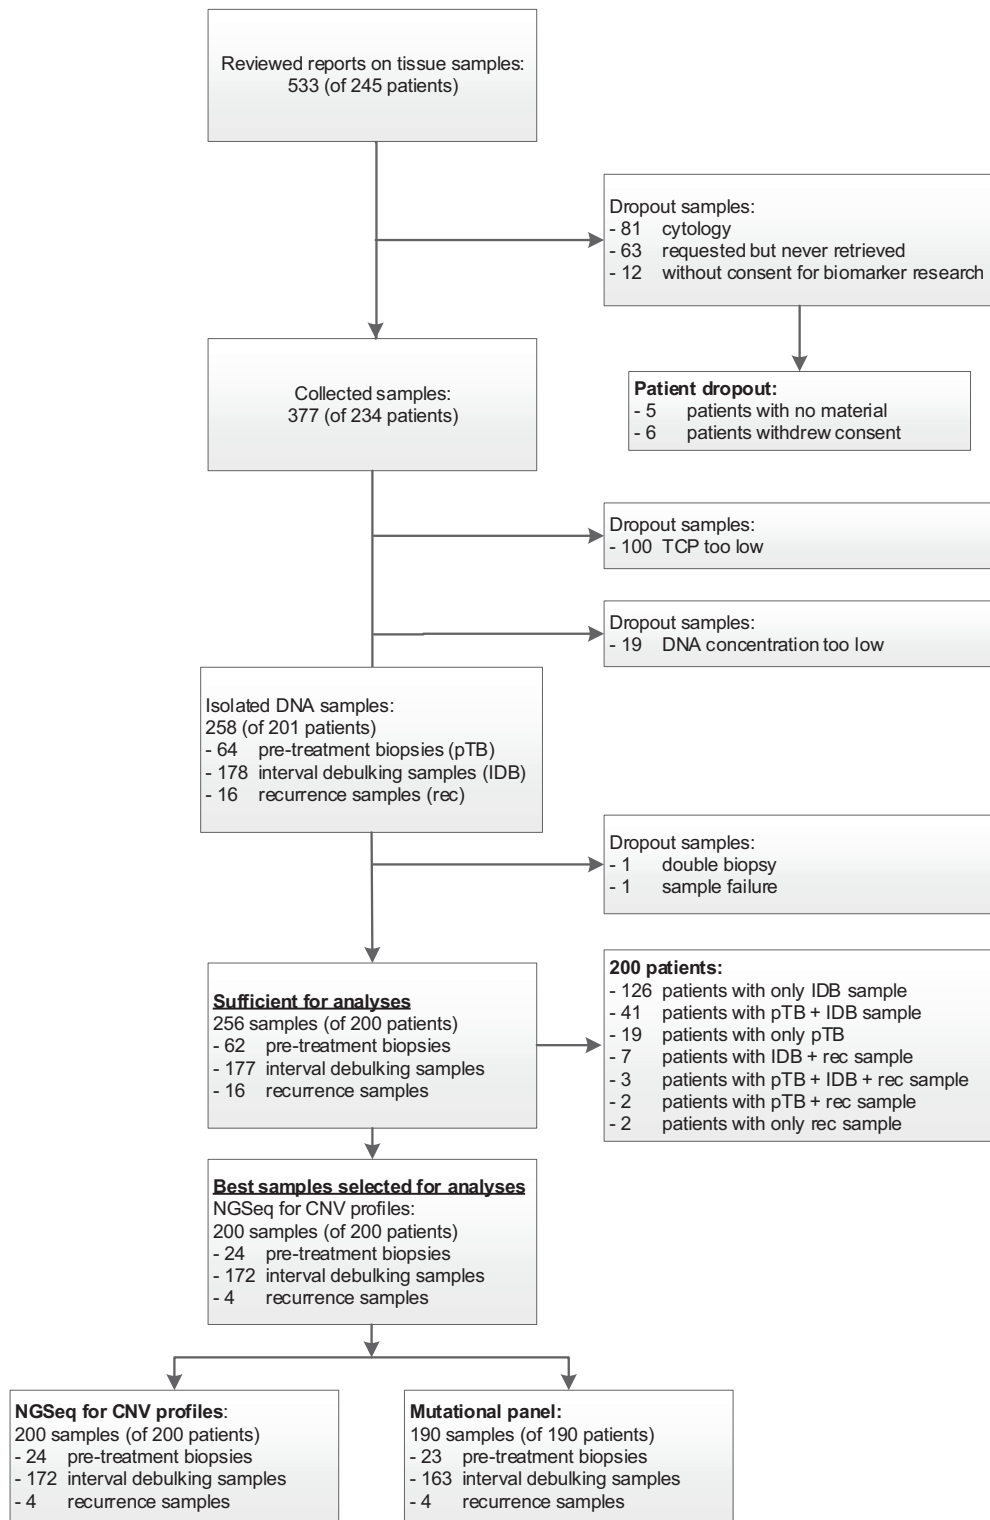 Reviewed reports on tissue samples:
533 (of 245 patients)
Dropout samples:
- 81 cytology
- 63 requested but never retrieved
- 12 without consent for biomarker research
Patient dropout:
- 5 patients with no material
- 6 patients withdrew consent
Collected samples:
377 (of 234 patients)
Dropout samples:
- 100 TCP too low
Dropout samples:
- 19 DNA concentration too low
Isolated DNA samples:
258 (of 201 patients)
- 64 pre-treatment biopsies (pTB)
- 178 interval debulking samples (IDB)
- 16 recurrence samples (rec)
Dropout samples:
- 1 double biopsy
- 1 sample failure
Sufficient for analyses
256 samples (of 200 patients)
- 62 pre-treatment biopsies
- 177 interval debulking samples
- 16 recurrence samples
200 patients:
- 126 patients with only IDB sample
- 41 patients with pTB + IDB sample
- 19 patients with only pTB
- 7 patients with IDB + rec sample
- 3 patients with pTB + IDB + rec sample
- 2 patients with pTB + rec sample
- 2 patients with only rec sample
Best samples selected for analyses
NGSeq for CNV profiles:
200 samples (of 200 patients)
- 24 pre-treatment biopsies
- 172 interval debulking samples
- 4 recurrence samples
NGSeq for CNV profiles:
200 samples (of 200 patients)
- 24 pre-treatment biopsies
- 172 interval debulking samples
- 4 recurrence samples
Mutational panel:
190 samples (of 190 patients)
- 23 pre-treatment biopsies
- 163 interval debulking samples
- 4 recurrence samples